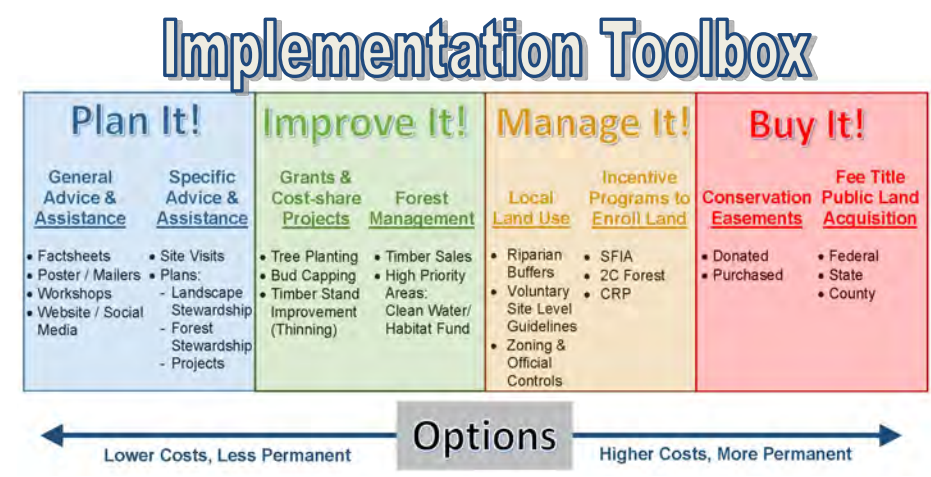 Implementation Toolbox
Plan It!
General
Advice &
Assistance
• Factsheets
• Poster / Mailers
• Workshops
• Website / Social
Media
Specific
Advice &
Assistance
• Site Visits
• Plans:
- Landscape
Stewardship
- Forest
Stewardship
- Projects
Improve It!
Grants &
Cost-share
Projects
• Tree Planting
• Bud Capping
• Timber Stand
Improvement
(Thinning)
Forest
Management
• Timber Sales
• High Priority
Areas:
Clean Water/
Habitat Fund
Manage It!
Local
Land Use
• Riparian
Buffers
• Voluntary
Site Level
Guidelines
• Zoning &
Official
Controls
Incentive
Programs to
Enroll Land
• SFIA
• 2C Forest
• CRP
Buy It!
Conservation
Easements
• Donated
• Purchased
Fee Title
Public Land
Acquisition
• Federal
• State
• County
Options
Lower Costs, Less Permanent
Higher Costs, More Permanent